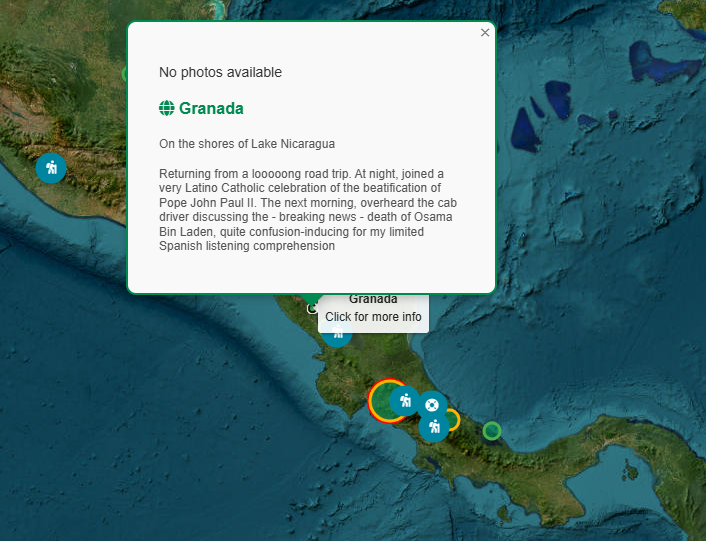 ×
No photos available
Granada
On the shores of Lake Nicaragua
Returning from a looooong road trip. At night, joined a
very Latino Catholic celebration of the beatification of
Pope John Paul II. The next morning, overheard the cab
driver discussing the - breaking news - death of Osama
Bin Laden, quite confusion-inducing for my limited
Spanish listening comprehension
Granada
Click for more info